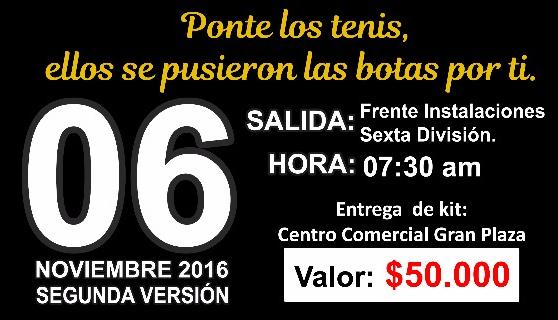 Ponte los tenis,
ellos se pusieron las botas por ti.
06
NOVIEMBRE 2016
SEGUNDA VERSIÓN
SALIDA: Frente Instalaciones
Sexta División.
HORA: 07:30 am
Entrega de kit:
Centro Comercial Gran Plaza
Valor: $50.000